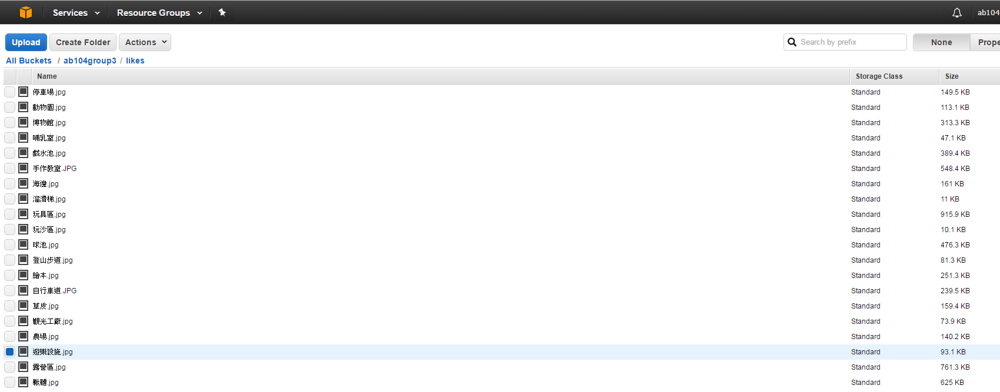 Services Resource Groups ab104
Upload Create Folder Actions Search by prefix None Prope
All Buckets / ab104group3 / likes
Name Storage Class Size
停車場.jpg Standard 149.5 KB
動物園.jpg Standard 113.1 KB
博物館.jpg Standard 313.3 KB
哺乳室.jpg Standard 47.1 KB
戲水池.jpg Standard 389.4 KB
手作教室.JPG Standard 548.4 KB
海邊.jpg Standard 161 KB
溜滑梯.jpg Standard 11 KB
玩具區.jpg Standard 915.9 KB
玩沙區.jpg Standard 10.1 KB
球池.jpg Standard 476.3 KB
登山步道.jpg Standard 81.3 KB
繪本.jpg Standard 251.3 KB
自行車道.JPG Standard 239.5 KB
草皮.jpg Standard 159.4 KB
觀光工廠.jpg Standard 73.9 KB
農場.jpg Standard 140.2 KB
遊樂設施.jpg Standard 93.1 KB
露營區.jpg Standard 761.3 KB
鞦韆.jpg Standard 625 KB